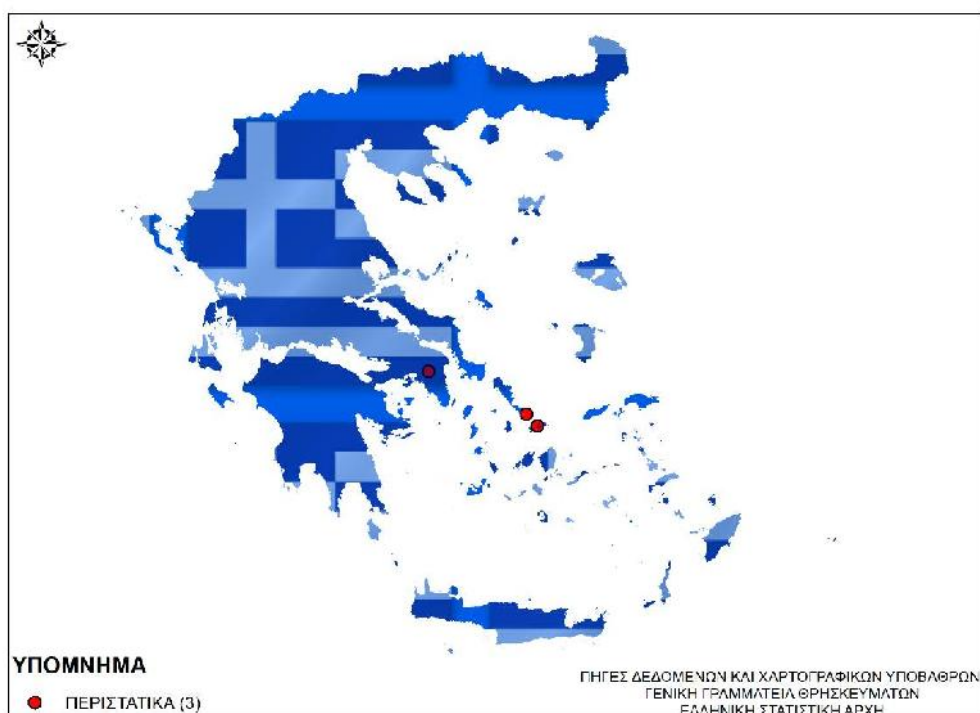 ΥΠΟΜΝΗΜΑ
ΠΕΡΙΣΤΑΤΙΚΑ (3)
ΠΗΓΕΣ ΔΕΔΟΜΕΝΩΝ ΚΑΙ ΧΑΡΤΟΓΡΑΦΙΚΩΝ ΥΠΟΒΑΘΡΩΝ
ΓΕΝΙΚΗ ΓΡΑΜΜΑΤΕΙΑ ΘΡΗΣΚΕΥΜΑΤΩΝ
ΕΛΛΗΝΙΚΗ ΣΤΑΤΙΣΤΙΚΗ ΑΡΧΗ